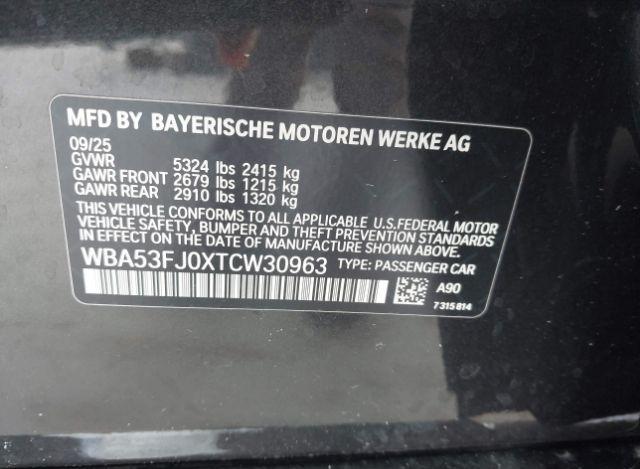 MFD BY BAYERISCHE MOTOREN WERKE AG
09/25
GVWR 5324 lbs 2415 kg
GAWR FRONT 2679 lbs 1215 kg
GAWR REAR 2910 lbs 1320 kg
THIS VEHICLE CONFORMS TO ALL APPLICABLE U.S.FEDERAL MOTOR
VEHICLE SAFETY, BUMPER AND THEFT PREVENTION STANDARDS
IN EFFECT ON THE DATE OF MANUFACTURE SHOWN ABOVE.
WBA53FJ0XTCW30963 TYPE: PASSENGER CAR
A90
7315814